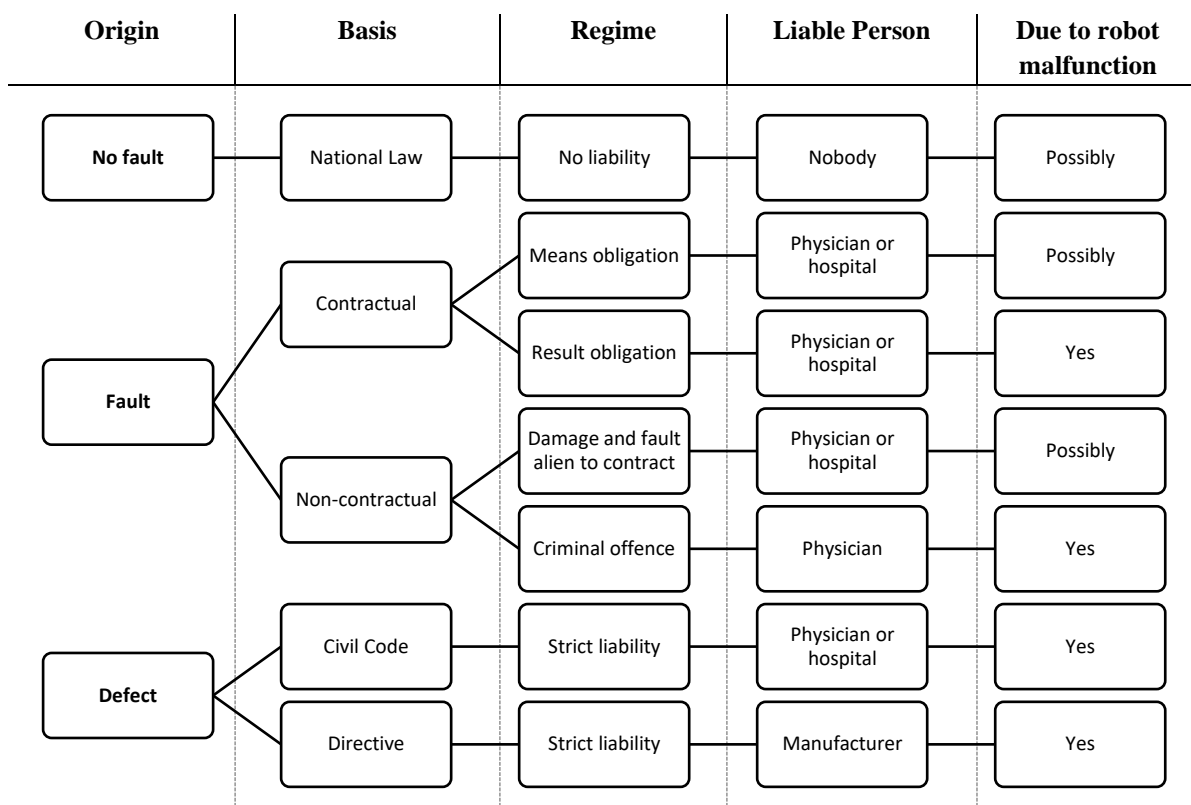 Origin
Basis
Regime
Liable Person
Due to robot
malfunction
No fault
National Law
No liability
Nobody
Possibly
Fault
Contractual
Means obligation
Physician or
hospital
Possibly
Result obligation
Physician or
hospital
Yes
Non-contractual
Damage and fault
alien to contract
Physician or
hospital
Possibly
Criminal offence
Physician
Yes
Defect
Civil Code
Strict liability
Physician or
hospital
Yes
Directive
Strict liability
Manufacturer
Yes